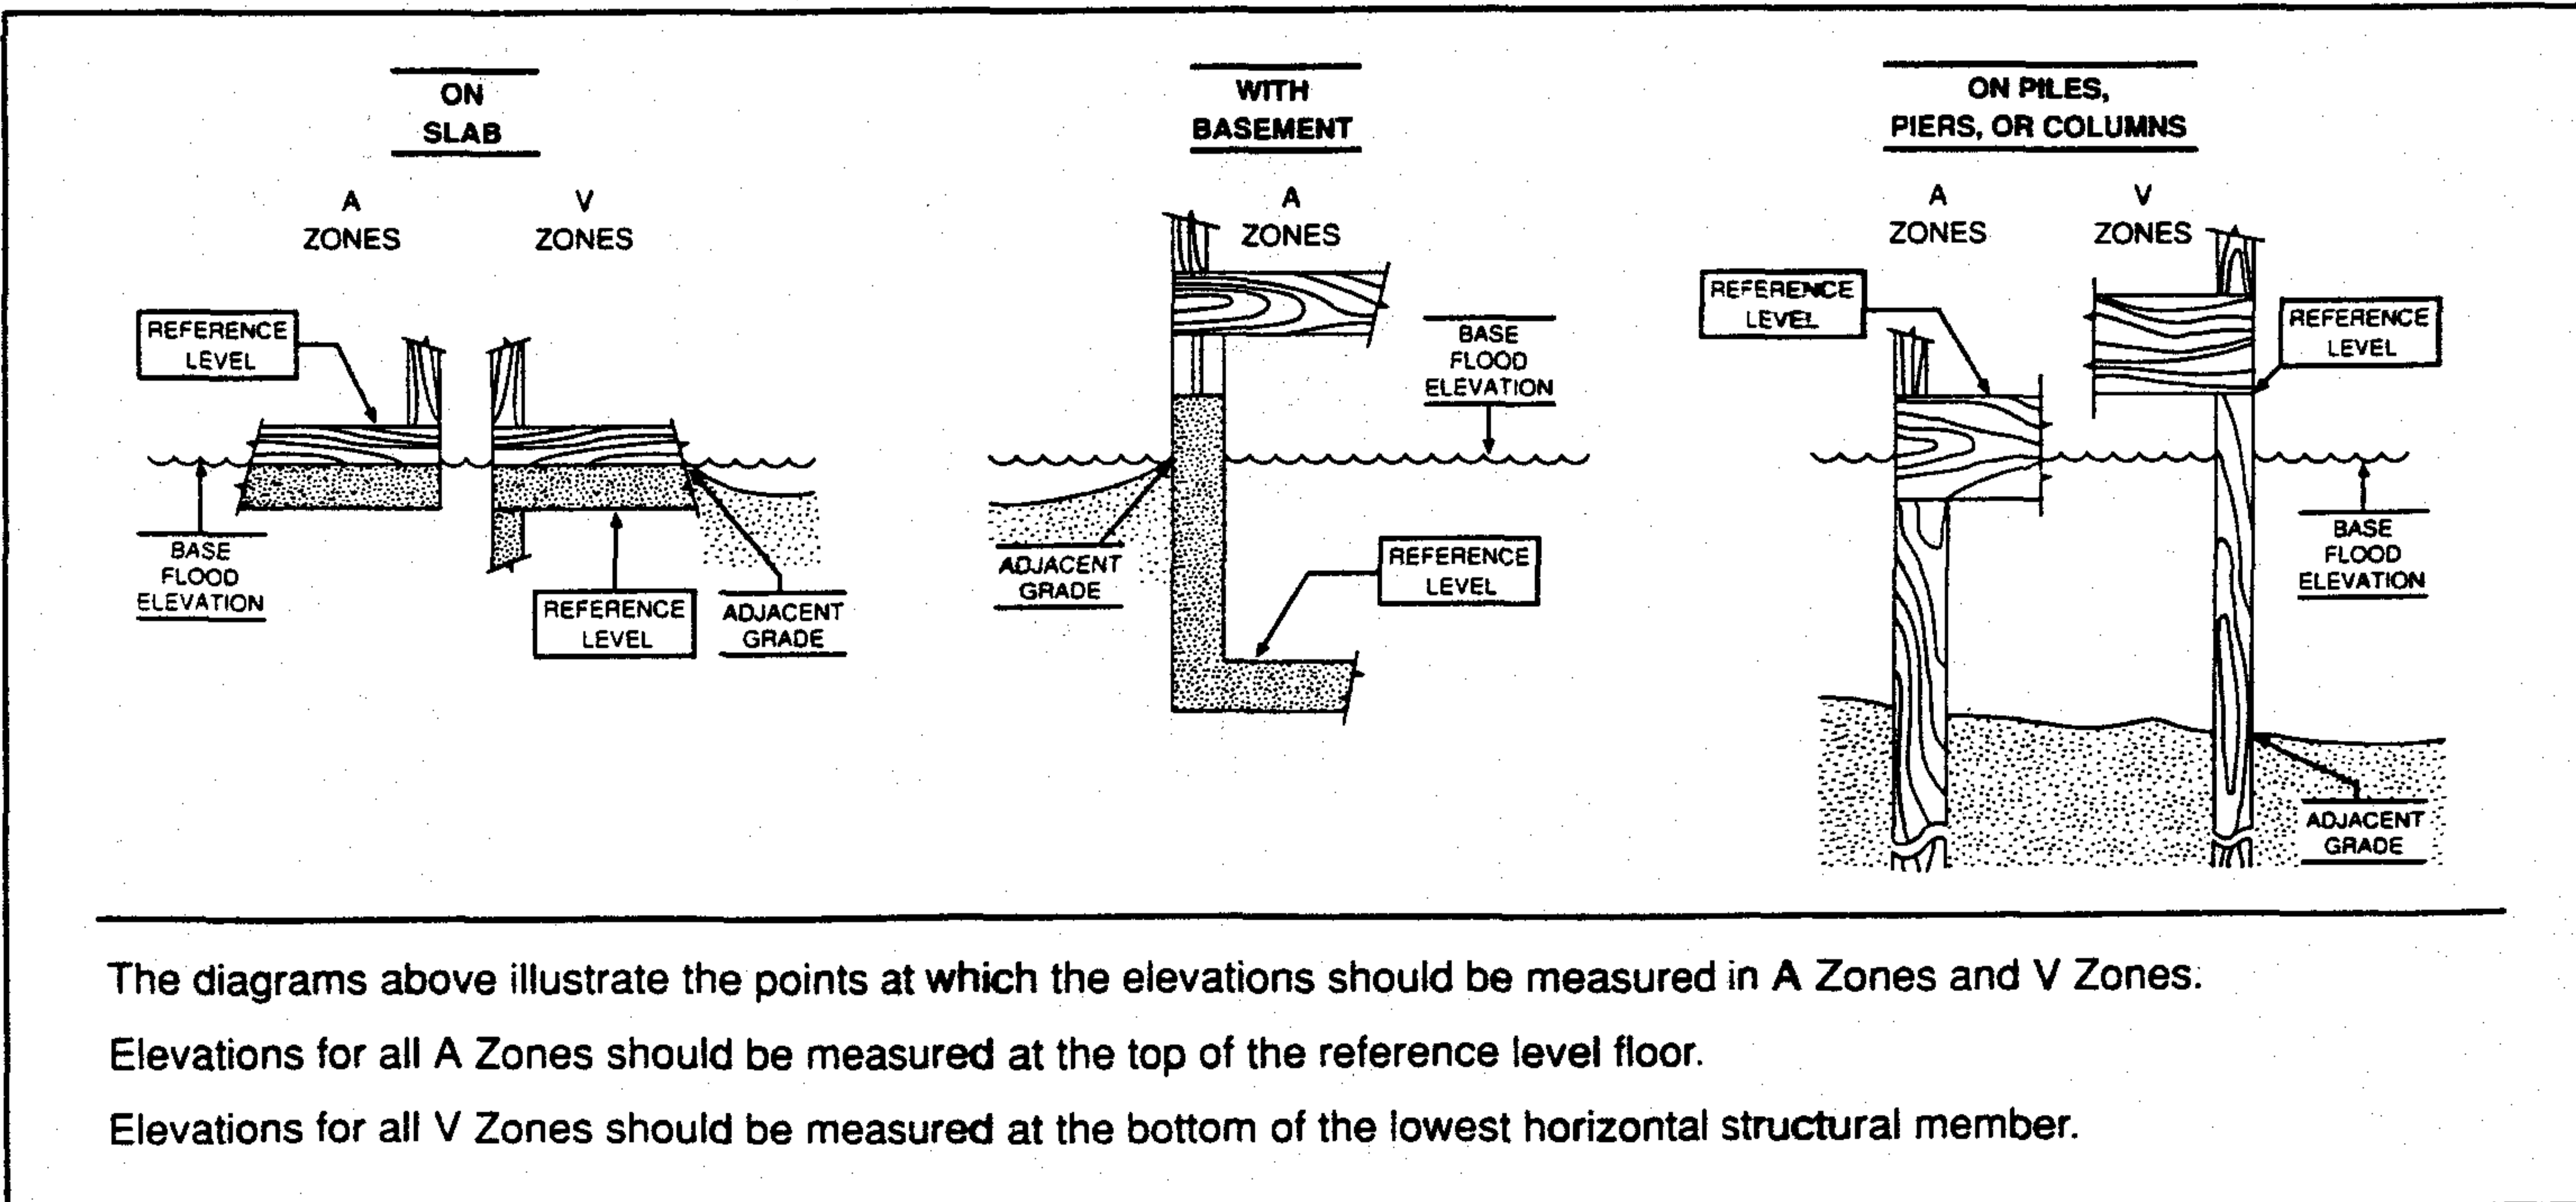 ON
SLAB
A
ZONES
V
ZONES
REFERENCE
LEVEL
BASE
FLOOD
ELEVATION
REFERENCE
LEVEL
ADJACENT
GRADE
WITH
BASEMENT
A
ZONES
BASE
FLOOD
ELEVATION
ADJACENT
GRADE
REFERENCE
LEVEL
ON PILES,
PIERS, OR COLUMNS
A
ZONES
V
ZONES
REFERENCE
LEVEL
REFERENCE
LEVEL
BASE
FLOOD
ELEVATION
ADJACENT
GRADE
The diagrams above illustrate the points at which the elevations should be measured in A Zones and V Zones.
Elevations for all A Zones should be measured at the top of the reference level floor.
Elevations for all V Zones should be measured at the bottom of the lowest horizontal structural member.